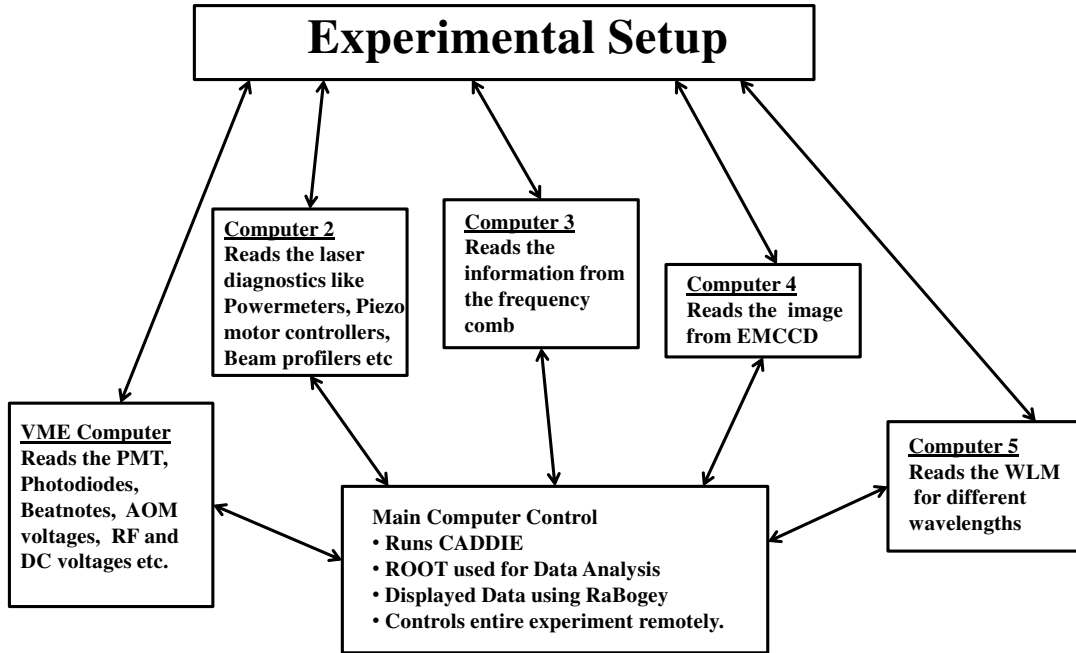 Experimental Setup
Computer 2
Reads the laser
diagnostics like
Powermeters, Piezo
motor controllers,
Beam profilers etc
Computer 3
Reads the
information from
the frequency
comb
Computer 4
Reads the image
from EMCCD
VME Computer
Reads the PMT,
Photodiodes,
Beatnotes, AOM
voltages, RF and
DC voltages etc.
Main Computer Control
• Runs CADDIE
• ROOT used for Data Analysis
• Displayed Data using RaBogey
• Controls entire experiment remotely.
Computer 5
Reads the WLM
for different
wavelengths